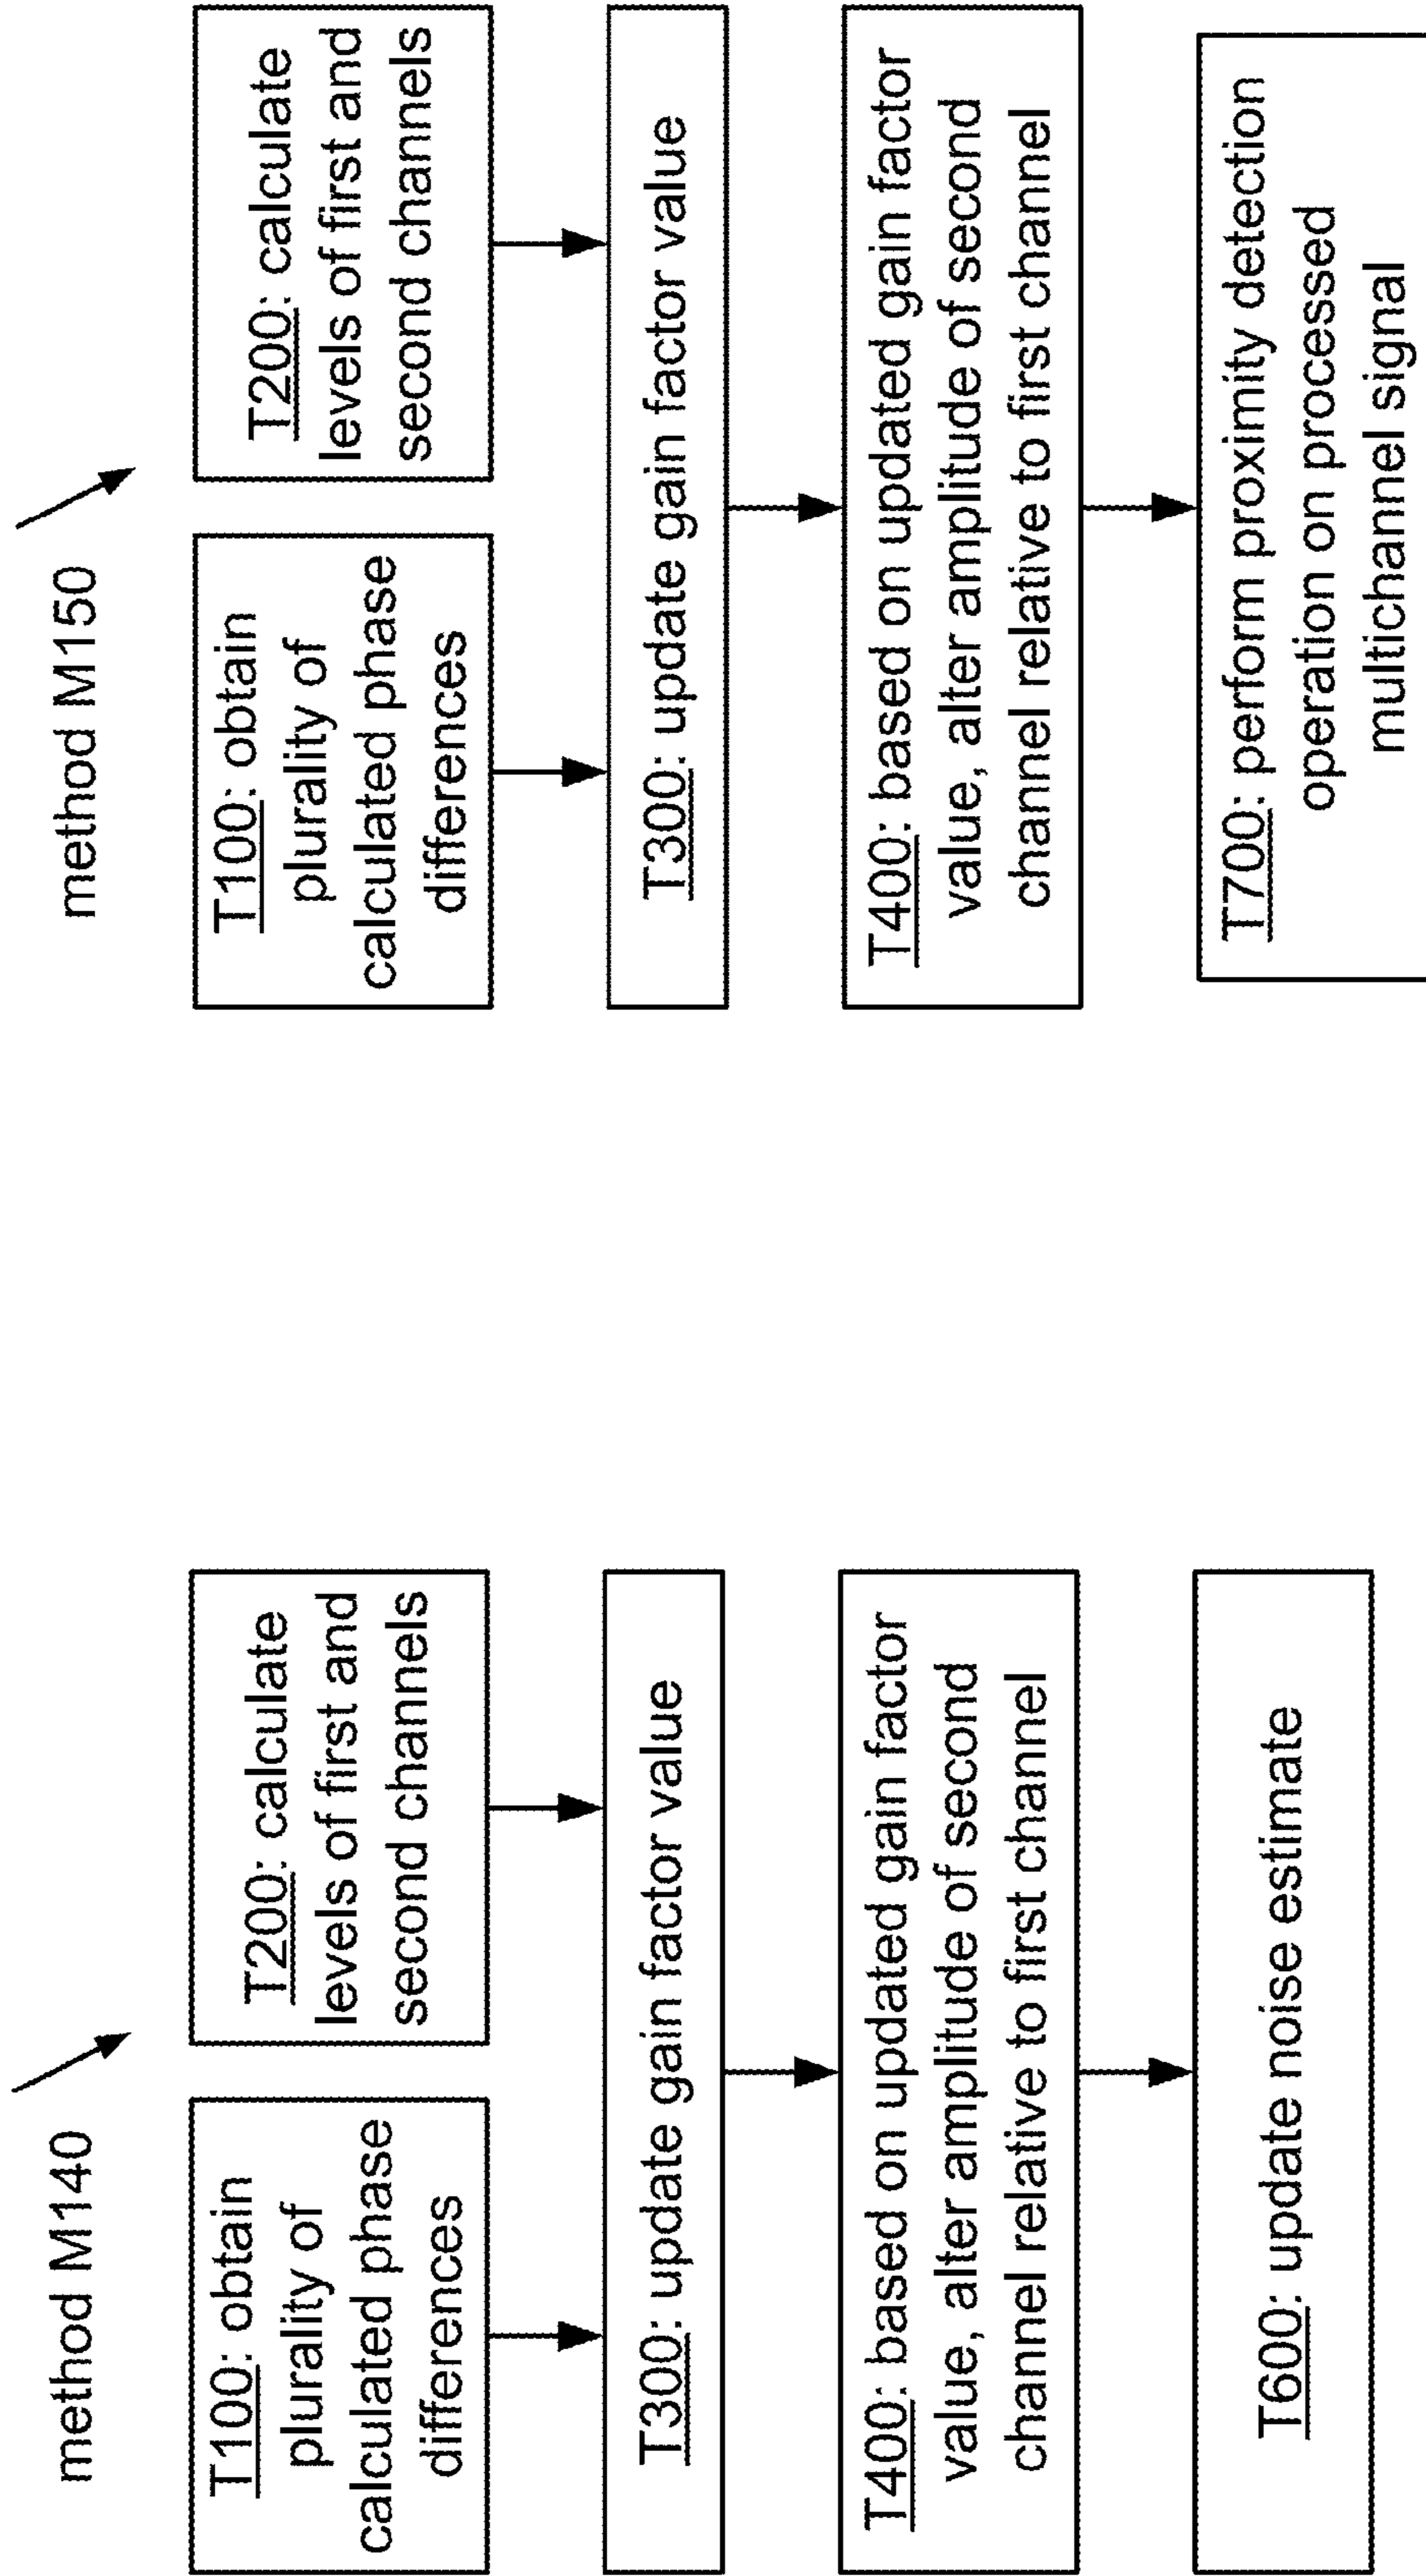 method M140
T100: obtain
plurality of
calculated phase
differences
T200: calculate
levels of first and
second channels
T300: update gain factor value
T400: based on updated gain factor
value, alter amplitude of second
channel relative to first channel
T600: update noise estimate
method M150
T100: obtain
plurality of
calculated phase
differences
T200: calculate
levels of first and
second channels
T300: update gain factor value
T400: based on updated gain factor
value, alter amplitude of second
channel relative to first channel
T700: perform proximity detection
operation on processed
multichannel signal